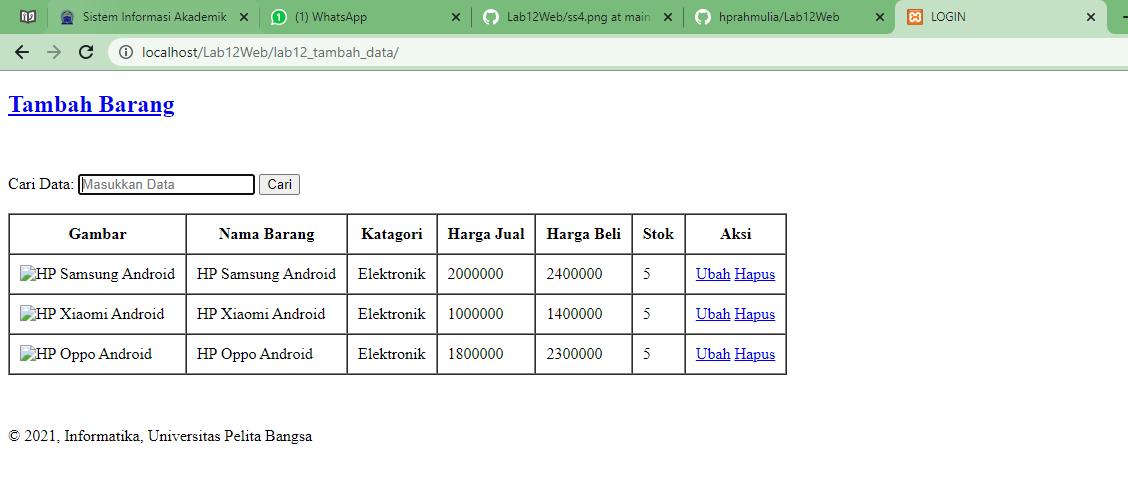 Sistem Informasi Akademik
(1) WhatsApp
Lab12Web/ss4.png at main
hprahmulia/Lab12Web
LOGIN
localhost/Lab12Web/lab12_tambah_data/
Tambah Barang
Cari Data: Masukkan Data Cari
Gambar Nama Barang Katagori Harga Jual Harga Beli Stok Aksi
HP Samsung Android HP Samsung Android Elektronik 2000000 2400000 5 Ubah Hapus
HP Xiaomi Android HP Xiaomi Android Elektronik 1000000 1400000 5 Ubah Hapus
HP Oppo Android HP Oppo Android Elektronik 1800000 2300000 5 Ubah Hapus
© 2021, Informatika, Universitas Pelita Bangsa